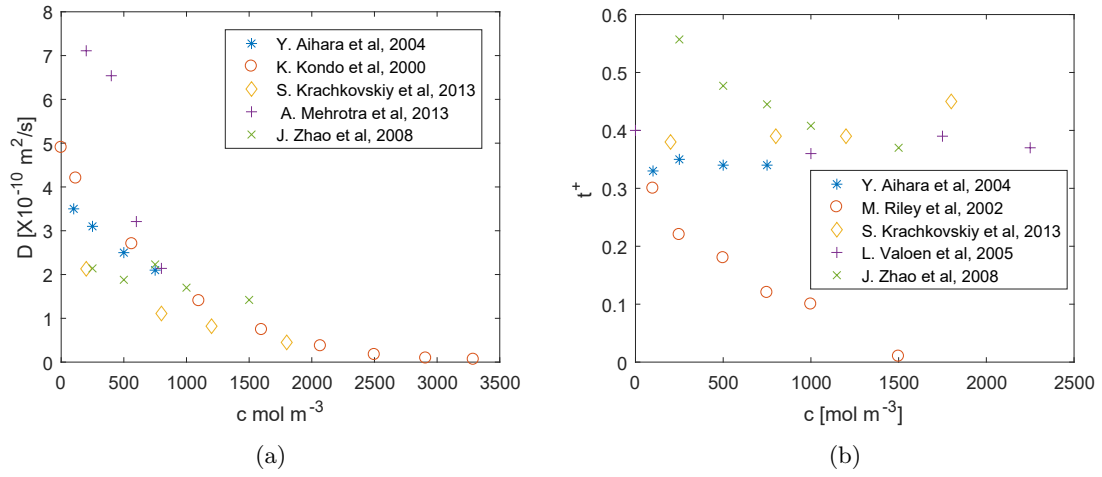 8
7
6
5
4
3
2
1
0
D [X10⁻¹⁰ m²/s]
Y. Aihara et al, 2004
K. Kondo et al, 2000
S. Krachkovskiy et al, 2013
A. Mehrotra et al, 2013
J. Zhao et al, 2008
0 500 1000 1500 2000 2500 3000 3500
c mol m⁻³
(a)
0.6
0.5
0.4
0.3
0.2
0.1
0
t⁺
Y. Aihara et al, 2004
M. Riley et al, 2002
S. Krachkovskiy et al, 2013
L. Valoen et al, 2005
J. Zhao et al, 2008
0 500 1000 1500 2000 2500
c [mol m⁻³]
(b)